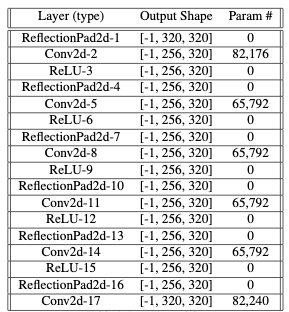 Layer (type) Output Shape Param #
ReflectionPad2d-1 [-1, 320, 320] 0
Conv2d-2 [-1, 256, 320] 82,176
ReLU-3 [-1, 256, 320] 0
ReflectionPad2d-4 [-1, 256, 320] 0
Conv2d-5 [-1, 256, 320] 65,792
ReLU-6 [-1, 256, 320] 0
ReflectionPad2d-7 [-1, 256, 320] 0
Conv2d-8 [-1, 256, 320] 65,792
ReLU-9 [-1, 256, 320] 0
ReflectionPad2d-10 [-1, 256, 320] 0
Conv2d-11 [-1, 256, 320] 65,792
ReLU-12 [-1, 256, 320] 0
ReflectionPad2d-13 [-1, 256, 320] 0
Conv2d-14 [-1, 256, 320] 65,792
ReLU-15 [-1, 256, 320] 0
ReflectionPad2d-16 [-1, 256, 320] 0
Conv2d-17 [-1, 320, 320] 82,240